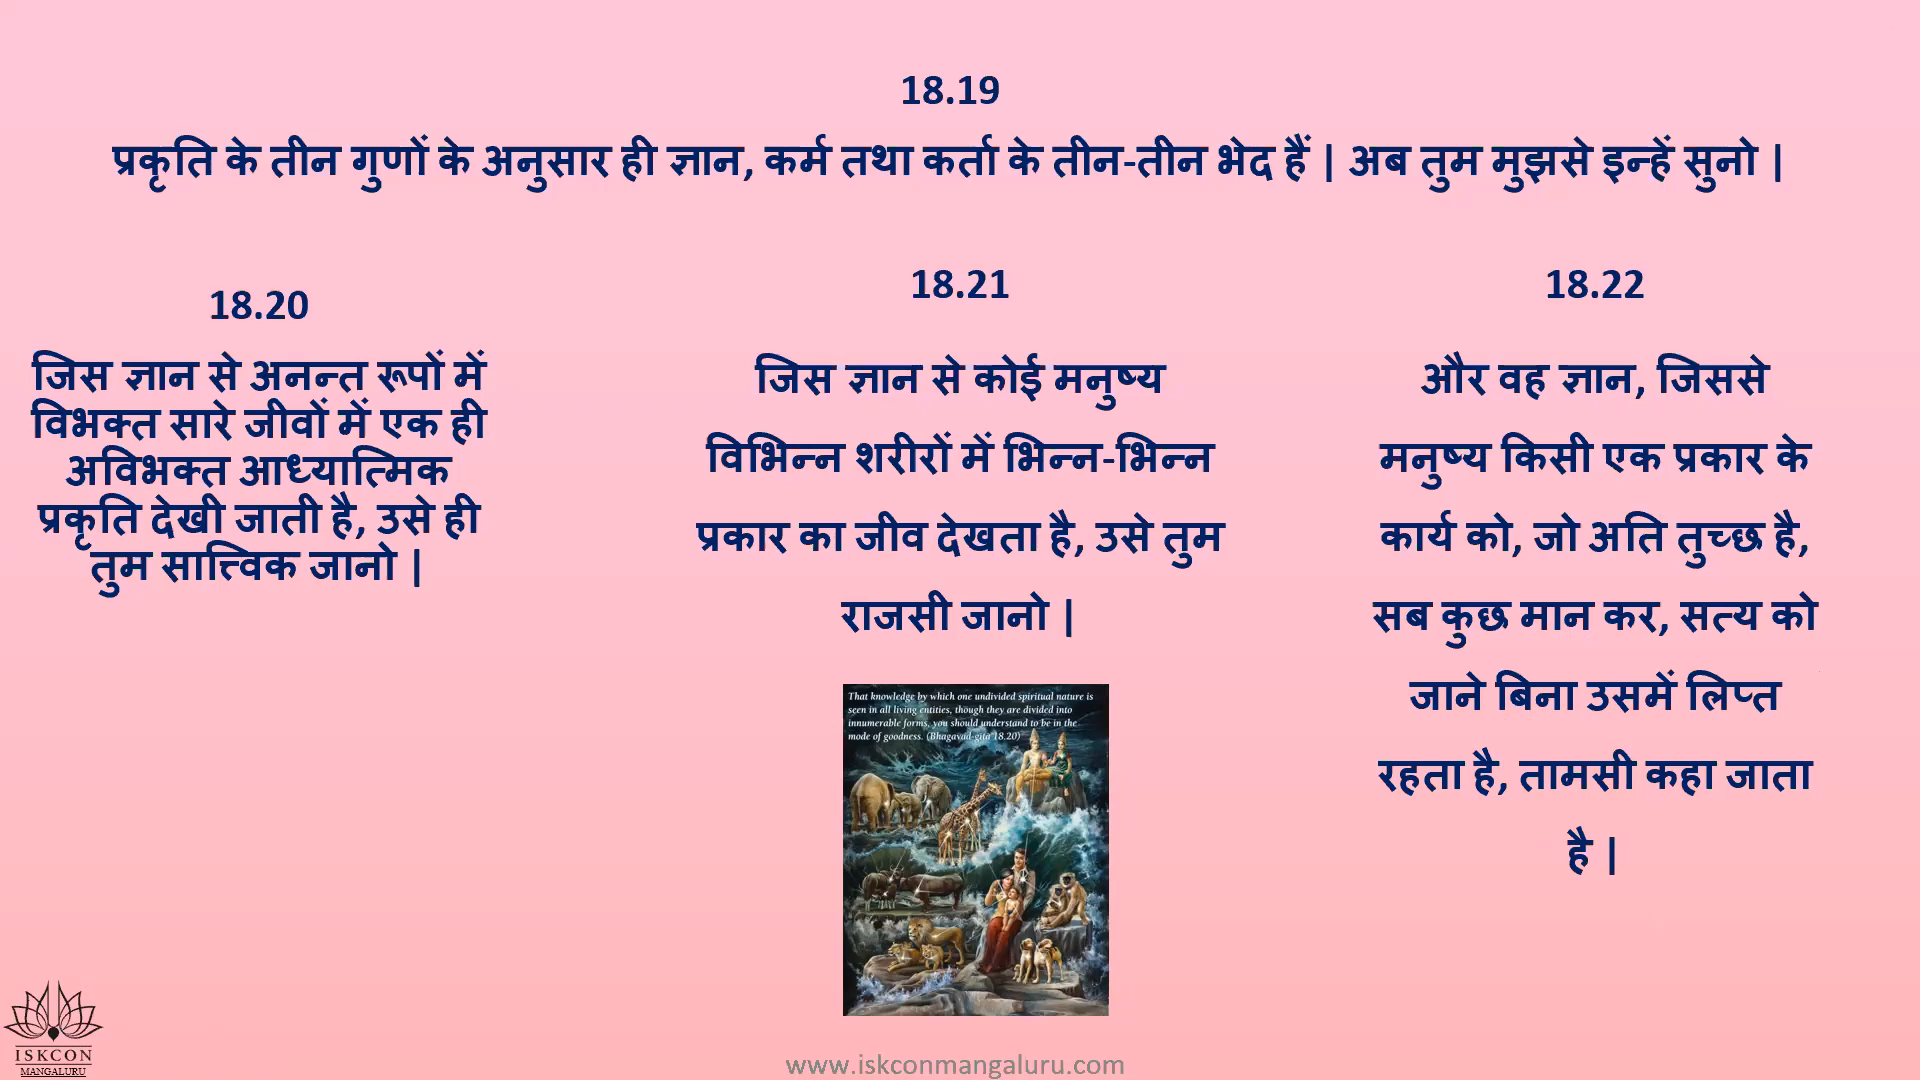 18.19
प्रकृति के तीन गुणों के अनुसार ही ज्ञान, कर्म तथा कर्ता के तीन-तीन भेद हैं | अब तुम मुझसे इन्हें सुनो |
18.20
जिस ज्ञान से अनन्त रूपों में
विभक्त सारे जीवों में एक ही
अविभक्त आध्यात्मिक
प्रकृति देखी जाती है, उसे ही
तुम सात्त्विक जानो |
18.21
जिस ज्ञान से कोई मनुष्य
विभिन्न शरीरों में भिन्न-भिन्न
प्रकार का जीव देखता है, उसे तुम
राजसी जानो |
18.22
और वह ज्ञान, जिससे
मनुष्य किसी एक प्रकार के
कार्य को, जो अति तुच्छ है,
सब कुछ मान कर, सत्य को
जाने बिना उसमें लिप्त
रहता है, तामसी कहा जाता
है |
That knowledge by which one undivided spiritual nature is
seen in all living entities, though they are divided into
innumerable forms, you should understand to be in the
mode of goodness. (Bhagavad-gita 18.20)
ISKCON
MANGALURU
www.iskconmangaluru.com